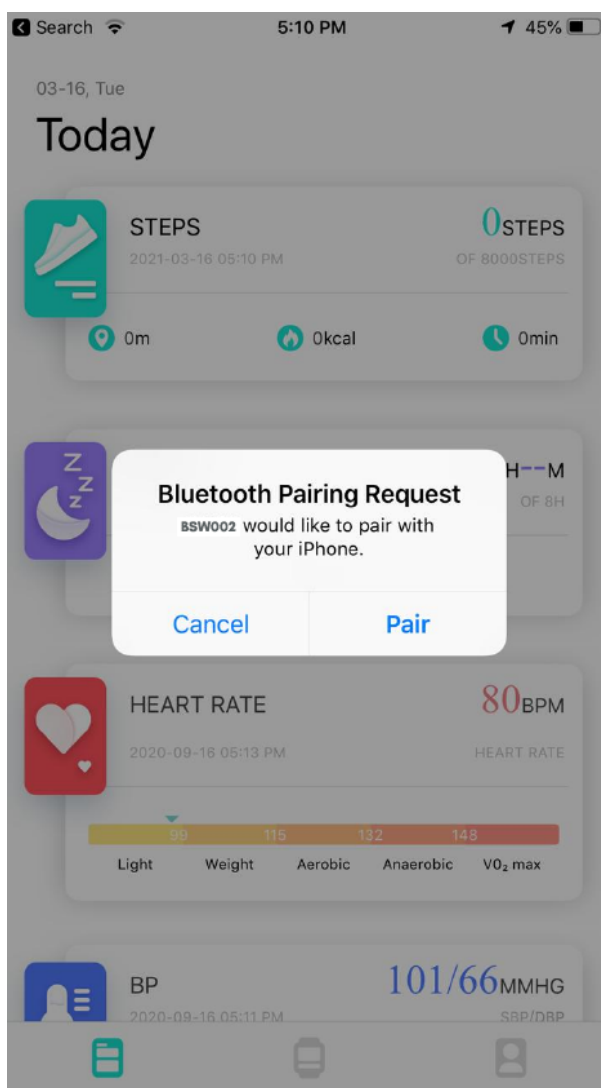 Search 5:10 PM 45%
03-16, Tue
Today
STEPS 0STEPS
2021-03-16 05:10 PM OF 8000STEPS
0m 0kcal 0min
Z
Z
Z
H--M
OF 8H
Bluetooth Pairing Request
BSW002 would like to pair with
your iPhone.
Cancel Pair
HEART RATE 80BPM
2020-09-16 05:13 PM HEART RATE
99 115 132 148
Light Weight Aerobic Anaerobic V0₂ max
BP 101/66MMHG
2020-09-16 05:11 PM SBP/DBP